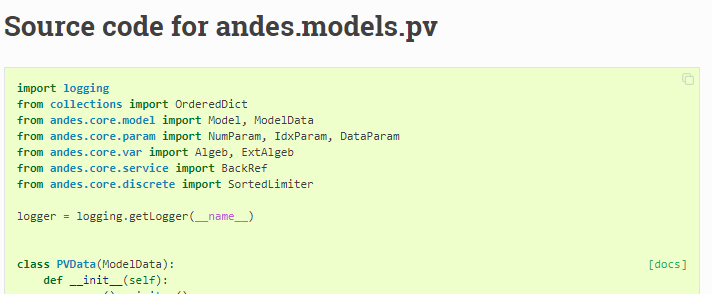 Source code for andes.models.pv
import logging
from collections import OrderedDict
from andes.core.model import Model, ModelData
from andes.core.param import NumParam, IdxParam, DataParam
from andes.core.var import Algeb, ExtAlgeb
from andes.core.service import BackRef
from andes.core.discrete import SortedLimiter
logger = logging.getLogger(__name__)
class PVData(ModelData): [docs]
def __init__(self):